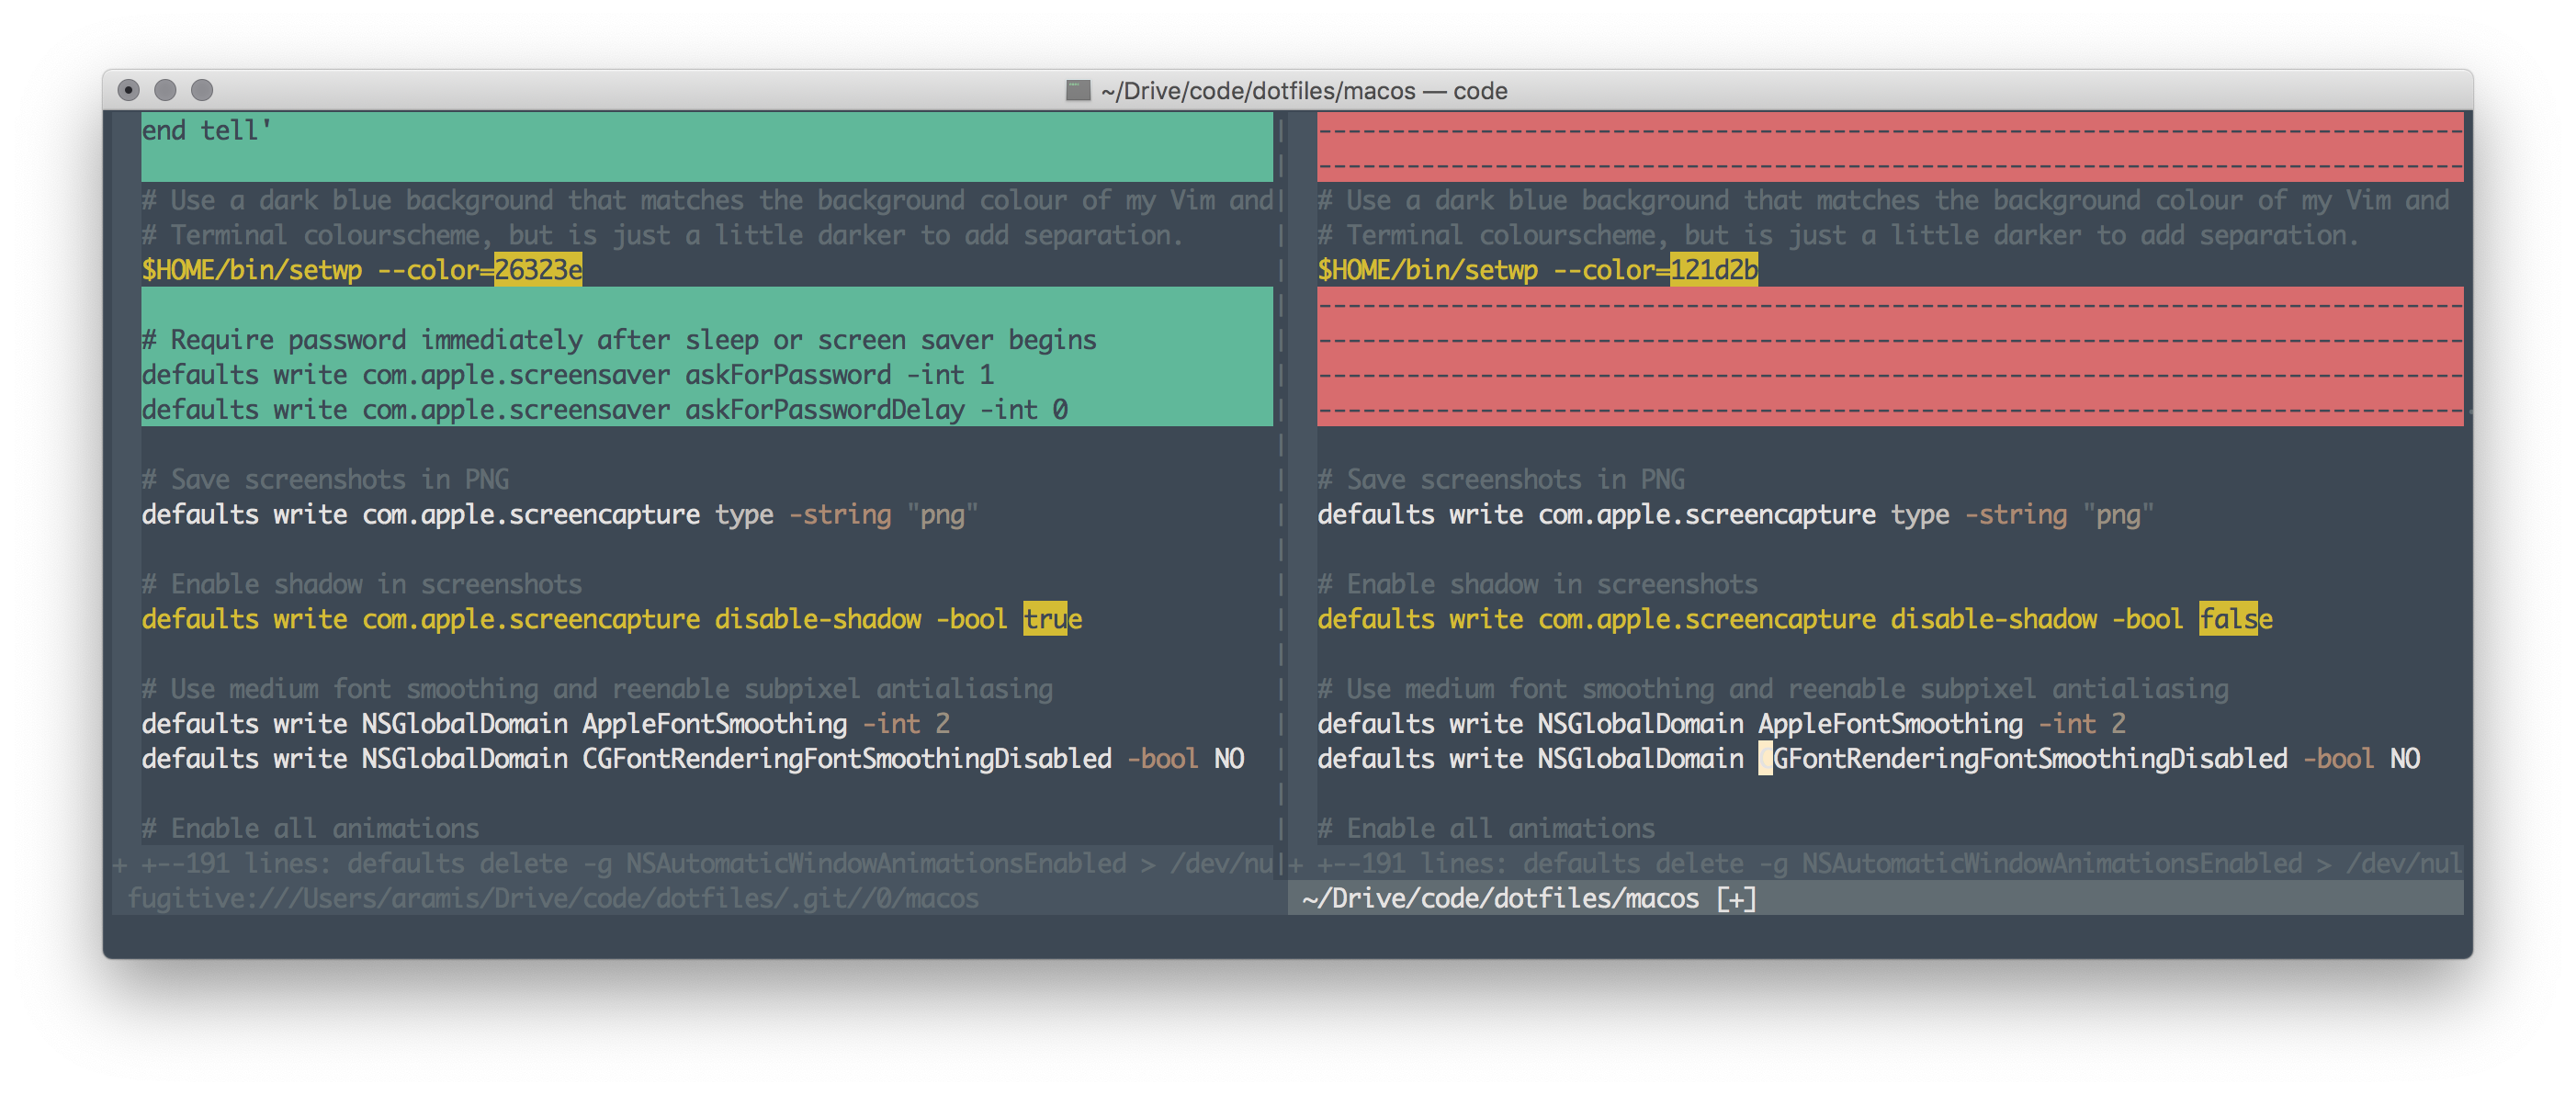 ~/Drive/code/dotfiles/macos — code
end tell'
# Use a dark blue background that matches the background colour of my Vim and
# Terminal colourscheme, but is just a little darker to add separation.
$HOME/bin/setwp --color=26323e
# Require password immediately after sleep or screen saver begins
defaults write com.apple.screensaver askForPassword -int 1
defaults write com.apple.screensaver askForPasswordDelay -int 0
# Save screenshots in PNG
defaults write com.apple.screencapture type -string "png"
# Enable shadow in screenshots
defaults write com.apple.screencapture disable-shadow -bool true
# Use medium font smoothing and reenable subpixel antialiasing
defaults write NSGlobalDomain AppleFontSmoothing -int 2
defaults write NSGlobalDomain CGFontRenderingFontSmoothingDisabled -bool NO
# Enable all animations
+ +--191 lines: defaults delete -g NSAutomaticWindowAnimationsEnabled > /dev/nu
fugitive:///Users/aramis/Drive/code/dotfiles/.git//0/macos
# Use a dark blue background that matches the background colour of my Vim and
# Terminal colourscheme, but is just a little darker to add separation.
$HOME/bin/setwp --color=121d2b
# Save screenshots in PNG
defaults write com.apple.screencapture type -string "png"
# Enable shadow in screenshots
defaults write com.apple.screencapture disable-shadow -bool false
# Use medium font smoothing and reenable subpixel antialiasing
defaults write NSGlobalDomain AppleFontSmoothing -int 2
defaults write NSGlobalDomain CGFontRenderingFontSmoothingDisabled -bool NO
# Enable all animations
+ +--191 lines: defaults delete -g NSAutomaticWindowAnimationsEnabled > /dev/nul
~/Drive/code/dotfiles/macos [+]